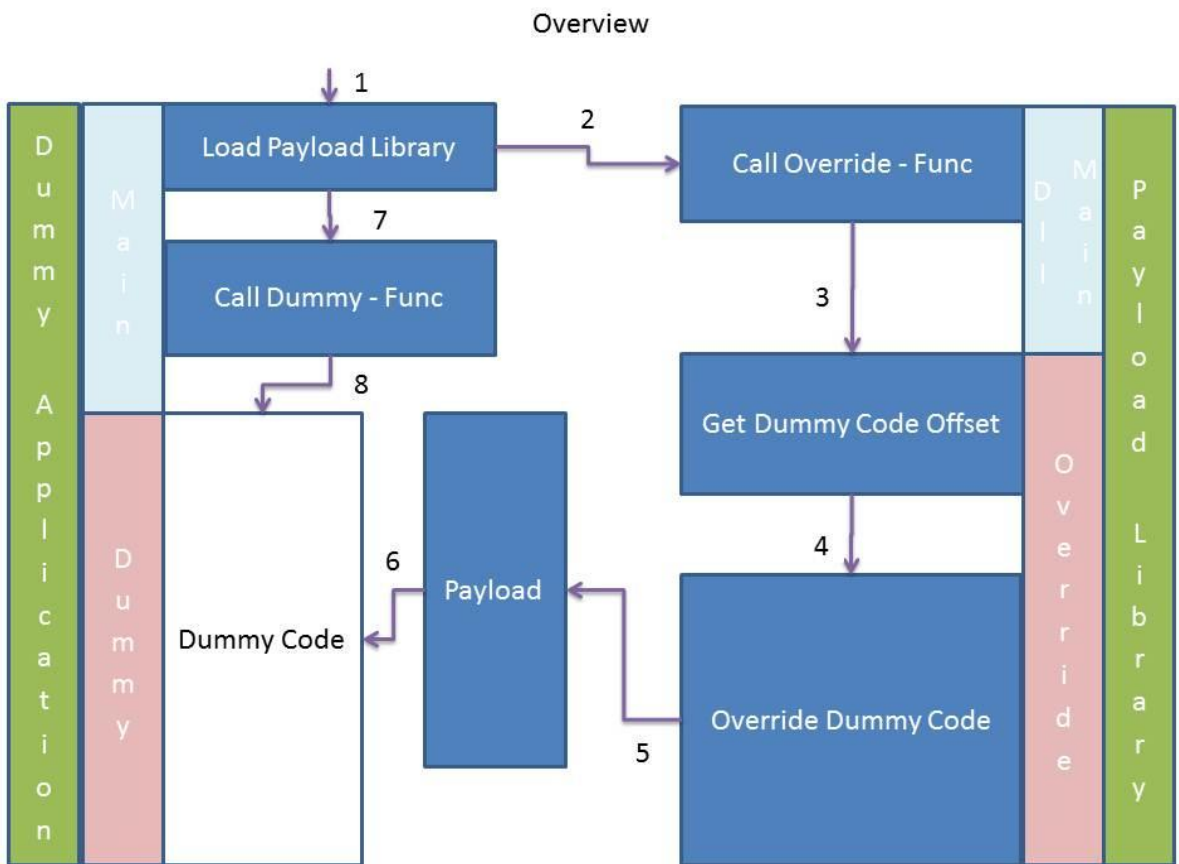 Overview
1
2
Dummy Application
Main
Load Payload Library
Call Override - Func
Dll Main
Payload Library
7
3
Call Dummy - Func
8
Get Dummy Code Offset
4
Override
Dummy
6
Payload
Dummy Code
Override Dummy Code
5